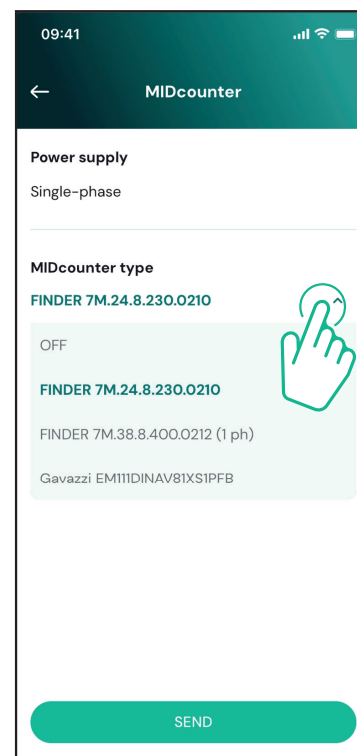 09:41
MIDcounter
Power supply
Single-phase
MIDcounter type
FINDER 7M.24.8.230.0210
OFF
FINDER 7M.24.8.230.0210
FINDER 7M.38.8.400.0212 (1 ph)
Gavazzi EM111DINAV81XS1PFB
SEND